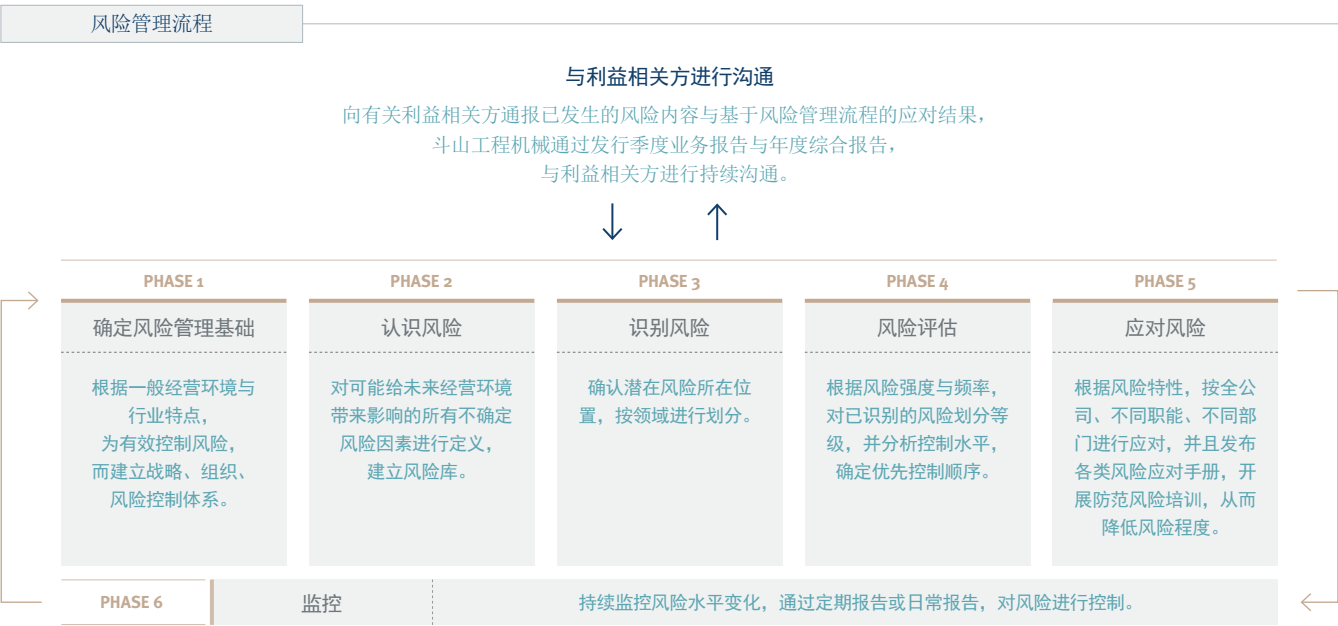 风险管理流程
与利益相关方进行沟通
向有关利益相关方通报已发生的风险内容与基于风险管理流程的应对结果，
斗山工程机械通过发行季度业务报告与年度综合报告，
与利益相关方进行持续沟通。
PHASE 1
确定风险管理基础
根据一般经营环境与
行业特点，
为有效控制风险，
而建立战略、组织、
风险控制体系。
PHASE 2
认识风险
对可能给未来经营环境
带来影响的所有不确定
风险因素进行定义，
建立风险库。
PHASE 3
识别风险
确认潜在风险所在位
置，按领域进行划分。
PHASE 4
风险评估
根据风险强度与频率，
对已识别的风险划分等
级，并分析控制水平，
确定优先控制顺序。
PHASE 5
应对风险
根据风险特性，按全公
司、不同职能、不同部
门进行应对，并且发布
各类风险应对手册，开
展防范风险培训，从而
降低风险程度。
PHASE 6
监控
持续监控风险水平变化，通过定期报告或日常报告，对风险进行控制。